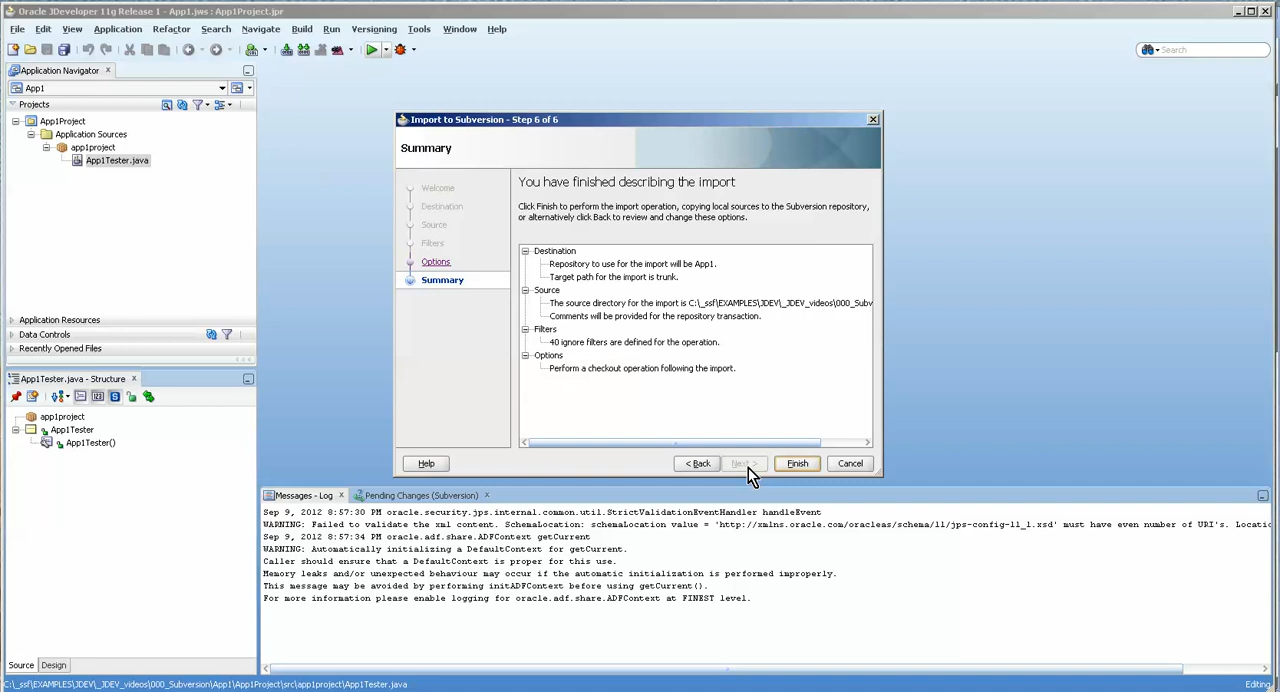 Oracle JDeveloper 11g Release 1 - App1.jws : App1Project.jpr
File Edit View Application Refactor Search Navigate Build Run Versioning Tools Window Help
Search
Application Navigator
App1
Projects
App1Project
Application Sources
app1project
App1Tester.java
Application Resources
Data Controls
Recently Opened Files
App1Tester.java - Structure
app1project
App1Tester
App1Tester()
Source Design
Import to Subversion - Step 6 of 6
Summary
Welcome
Destination
Source
Filters
Options
Summary
You have finished describing the import
Click Finish to perform the import operation, copying local sources to the Subversion repository,
or alternatively click Back to review and change these options.
Destination
Repository to use for the import will be App1.
Target path for the import is trunk.
Source
The source directory for the import is C:\_ssf\EXAMPLES\JDEV\_JDEV_videos\000_Subv
Comments will be provided for the repository transaction.
Filters
40 ignore filters are defined for the operation.
Options
Perform a checkout operation following the import.
Help < Back Next > Finish Cancel
Messages - Log Pending Changes (Subversion)
Sep 9, 2012 8:57:30 PM oracle.security.jps.internal.common.util.StrictValidationEventHandler handleEvent
WARNING: Failed to validate the xml content. SchemaLocation: schemaLocation value = 'http://xmlns.oracle.com/oracleas/schema/11/jps-config-11_1.xsd' must have even number of URI's. Locatio
Sep 9, 2012 8:57:34 PM oracle.adf.share.ADFContext getCurrent
WARNING: Automatically initializing a DefaultContext for getCurrent.
Caller should ensure that a DefaultContext is proper for this use.
Memory leaks and/or unexpected behaviour may occur if the automatic initialization is performed improperly.
This message may be avoided by performing initADFContext before using getCurrent().
For more information please enable logging for oracle.adf.share.ADFContext at FINEST level.
C:\_ssf\EXAMPLES\JDEV\_JDEV_videos\000_Subversion\App1\App1Project\src\app1project\App1Tester.java
Editing